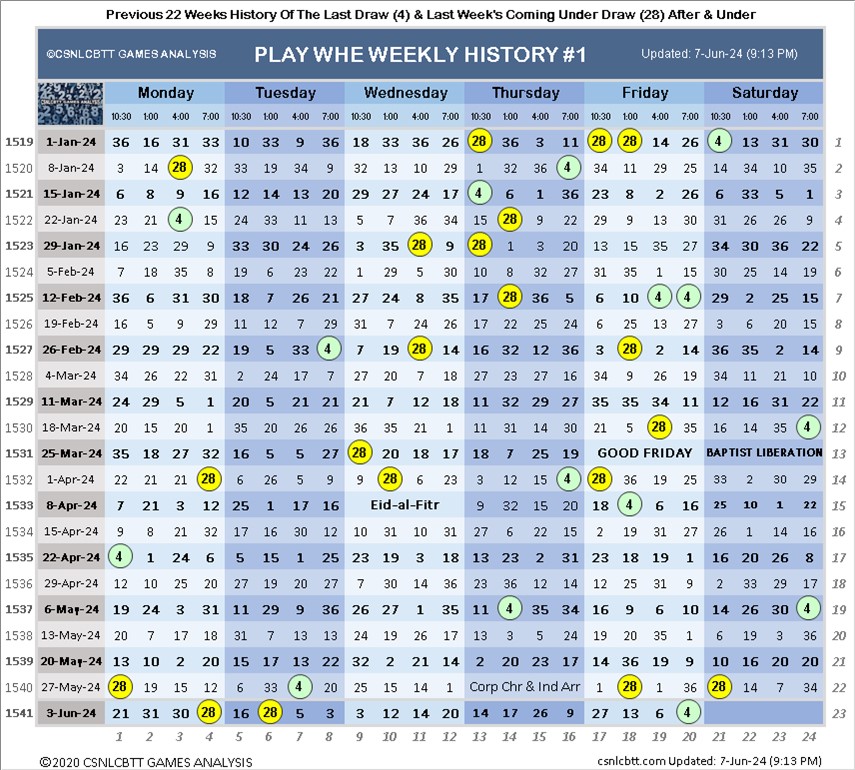 Previous 22 Weeks History Of The Last Draw (4) & Last Week's Coming Under Draw (28) After & Under
©CSNLCBTT GAMES ANALYSIS PLAY WHE WEEKLY HISTORY #1 Updated: 7-Jun-24 (9:13 PM)
Monday Tuesday Wednesday Thursday Friday Saturday
10:30 1:00 4:00 7:00 10:30 1:00 4:00 7:00 10:30 1:00 4:00 7:00 10:30 1:00 4:00 7:00 10:30 1:00 4:00 7:00 10:30 1:00 4:00 7:00
1519 1-Jan-24 36 16 31 33 10 33 9 36 18 33 36 26 28 36 3 11 28 28 14 26 4 13 31 30 1
1520 8-Jan-24 3 14 28 32 33 19 34 9 32 13 10 29 1 32 36 4 34 11 29 25 14 34 10 35 2
1521 15-Jan-24 6 8 9 16 12 14 13 20 29 27 24 17 4 6 1 36 23 8 2 26 6 33 5 1 3
1522 22-Jan-24 23 21 4 15 24 33 11 25 5 7 36 34 15 28 9 22 29 9 13 30 31 26 26 9 4
1523 29-Jan-24 16 23 29 9 33 30 24 26 3 35 28 9 28 1 3 20 13 15 35 27 34 30 36 22 5
1524 5-Feb-24 7 18 35 8 19 6 23 22 1 29 5 30 10 8 32 27 31 35 1 15 30 25 14 19 6
1525 12-Feb-24 36 6 31 30 18 7 26 21 27 24 8 35 17 28 36 5 6 10 4 4 29 2 25 15 7
1526 19-Feb-24 16 5 9 29 11 12 7 29 31 7 24 26 17 22 25 24 6 25 13 27 3 6 20 15 8
1527 26-Feb-24 29 29 29 22 19 5 33 4 7 19 28 14 16 32 12 36 3 28 2 14 36 35 2 14 9
1528 4-Mar-24 34 26 22 31 2 24 17 7 27 20 7 18 27 23 27 16 34 9 26 19 34 11 21 10 10
1529 11-Mar-24 24 29 5 1 20 5 21 21 21 7 12 18 11 32 29 27 35 35 34 11 12 16 31 22 11
1530 18-Mar-24 20 15 20 1 35 20 26 26 36 35 21 1 11 31 14 30 21 5 28 35 16 14 35 4 12
1531 25-Mar-24 35 18 27 32 16 5 5 27 28 20 18 17 18 7 25 19 GOOD FRIDAY BAPTIST LIBERATION 13
1532 1-Apr-24 22 21 21 28 6 26 5 9 9 28 6 23 3 12 15 4 28 36 19 25 33 2 30 29 14
1533 8-Apr-24 7 21 3 12 25 1 17 16 Eid-al-Fitr 9 32 15 20 18 4 6 16 25 10 1 22 15
1534 15-Apr-24 9 8 21 32 17 16 30 12 10 31 10 31 27 6 22 15 2 19 31 27 26 1 14 16 16
1535 22-Apr-24 4 1 24 6 5 15 1 25 23 19 3 18 13 23 2 31 23 18 19 1 16 20 26 8 17
1536 29-Apr-24 12 10 25 20 27 19 20 27 7 30 14 36 23 36 12 14 12 25 31 9 2 33 29 17 18
1537 6-May-24 19 24 3 31 11 29 9 36 26 27 1 35 11 4 35 34 16 9 6 10 14 26 30 4 19
1538 13-May-24 20 7 17 18 31 7 13 13 24 19 26 17 13 3 5 24 19 20 35 1 6 19 3 36 20
1539 20-May-24 13 10 2 20 15 17 13 22 32 2 21 14 2 20 23 17 14 36 19 9 10 16 20 20 21
1540 27-May-24 28 19 15 12 6 33 4 20 25 15 14 1 Corp Chr & Ind Arr 1 28 1 36 28 14 7 34 22
1541 3-Jun-24 21 31 30 28 16 28 5 3 3 12 14 20 14 17 26 9 27 13 6 4 23
1 2 3 4 5 6 7 8 9 10 11 12 13 14 15 16 17 18 19 20 21 22 23 24
©2020 CSNLCBTT GAMES ANALYSIS csnlcbtt.com Updated: 7-Jun-24 (9:13 PM)